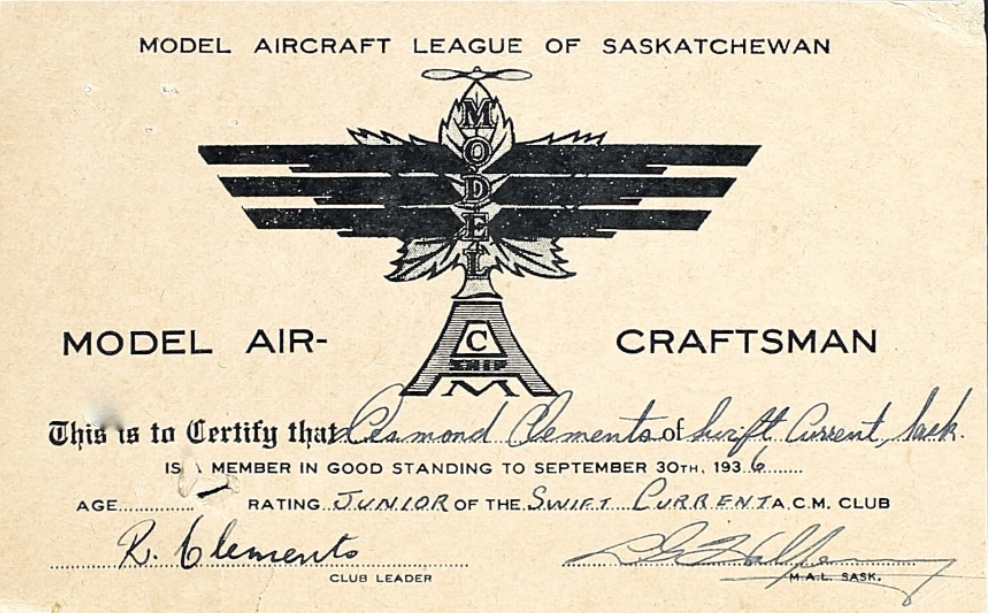 MODEL AIRCRAFT LEAGUE OF SASKATCHEWAN
MODEL
MODEL AIR- CRAFTSMAN
A C SHIP M
This is to Certify that Desmond Clements of Swift Current, Sask.
IS A MEMBER IN GOOD STANDING TO SEPTEMBER 30TH, 1936
AGE RATING JUNIOR OF THE SWIFT CURRENT A.C.M. CLUB
R. Clements
CLUB LEADER M.A.L. SASK.